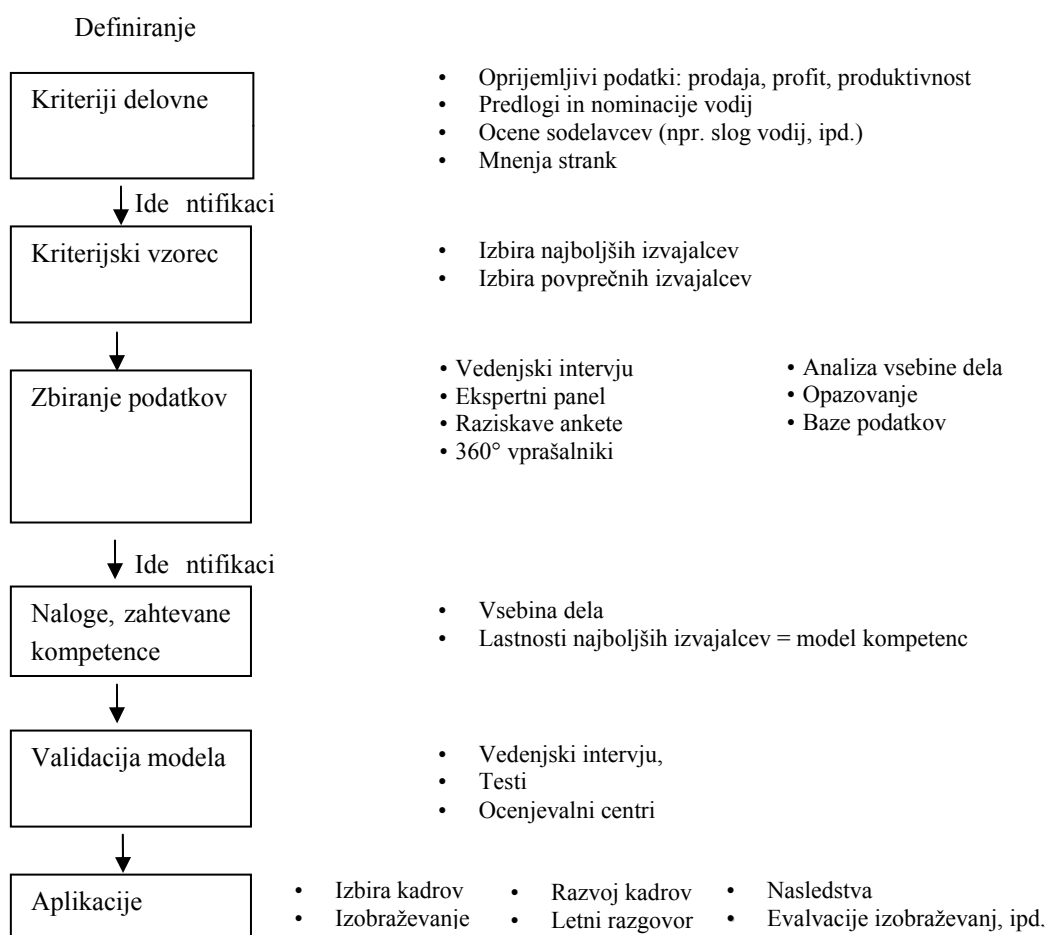 Definiranje
Kriteriji delovne
• Oprijemljivi podatki: prodaja, profit, produktivnost
• Predlogi in nominacije vodij
• Ocene sodelavcev (npr. slog vodij, ipd.)
• Mnenja strank
Ide ntifikaci
Kriterijski vzorec
• Izbira najboljših izvajalcev
• Izbira povprečnih izvajalcev
Zbiranje podatkov
• Vedenjski intervju
• Ekspertni panel
• Raziskave ankete
• 360° vprašalniki
• Analiza vsebine dela
• Opazovanje
• Baze podatkov
Ide ntifikaci
Naloge, zahtevane
kompetence
• Vsebina dela
• Lastnosti najboljših izvajalcev = model kompetenc
Validacija modela
• Vedenjski intervju,
• Testi
• Ocenjevalni centri
Aplikacije
• Izbira kadrov
• Izobraževanje
• Razvoj kadrov
• Letni razgovor
• Nasledstva
• Evalvacije izobraževanj, ipd.